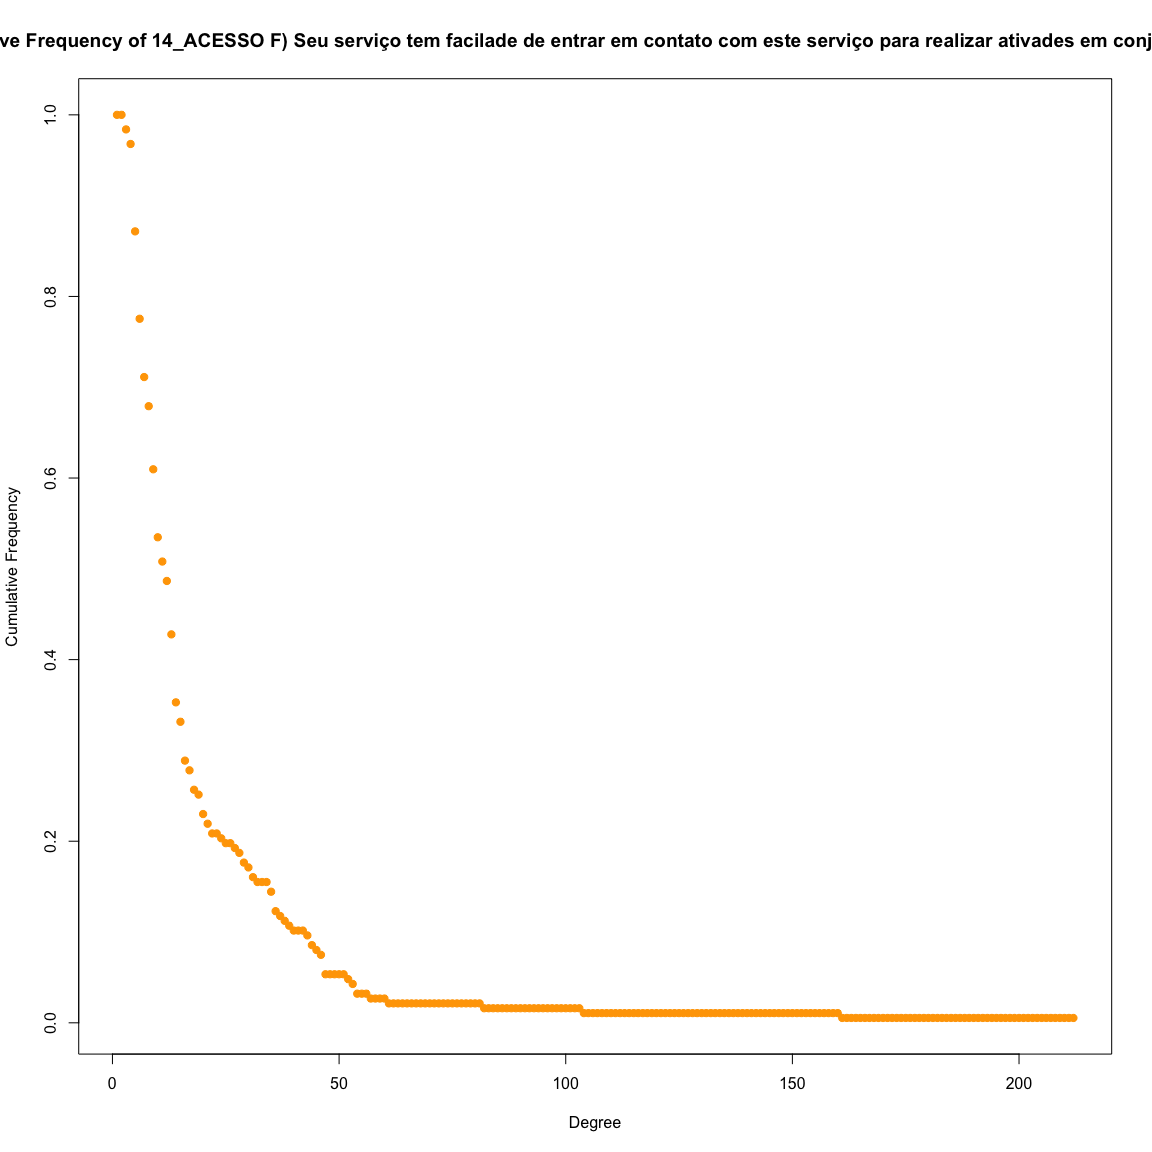 ve Frequency of 14_ACESSO F) Seu serviço tem facilade de entrar em contato com este serviço para realizar ativades em conj
1.0
0.8
0.6
0.4
0.2
0.0
Cumulative Frequency
0 50 100 150 200
Degree